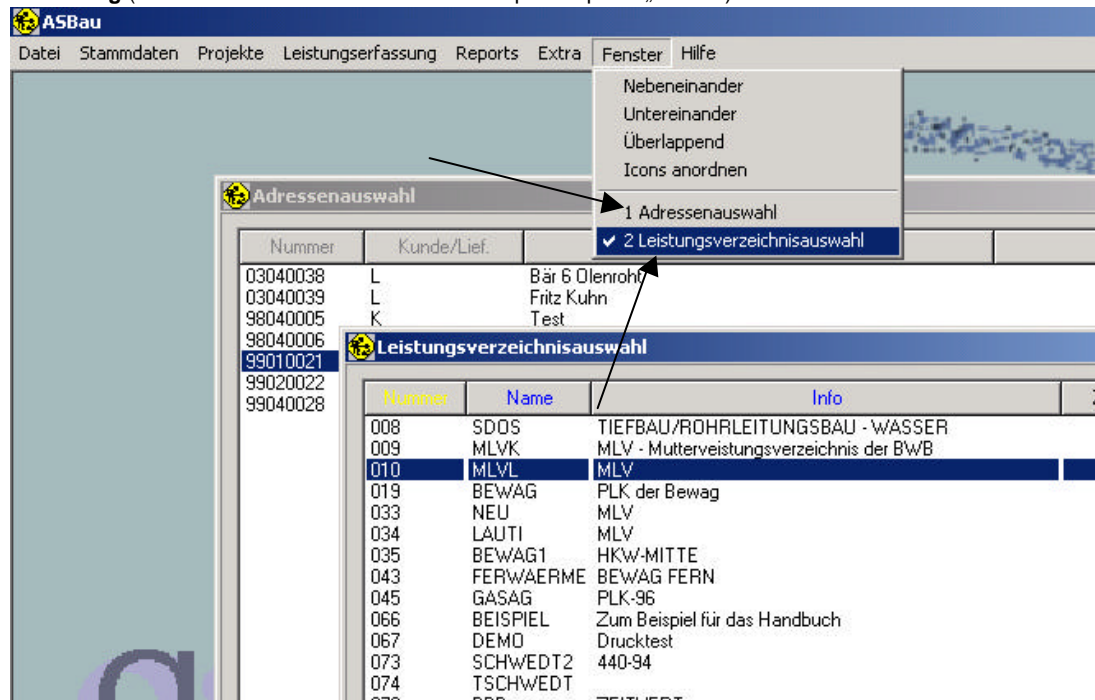 ASBau
Datei Stammdaten Projekte Leistungserfassung Reports Extra Fenster Hilfe
Nebeneinander
Untereinander
Überlappend
Icons anordnen
1 Adressenauswahl
2 Leistungsverzeichnisauswahl
Adressenauswahl
Nummer Kunde/Lief.
03040038 L Bär 6 Olenroht
03040039 L Fritz Kuhn
98040005 K Test
98040006
99010021
99020022
99040028
Leistungsverzeichnisauswahl
Nummer Name Info
008 SDOS TIEFBAU/ROHRLEITUNGSBAU - WASSER
009 MLVK MLV - Mutterveistungsverzeichnis der BWB
010 MLVL MLV
019 BEWAG PLK der Bewag
033 NEU MLV
034 LAUTI MLV
035 BEWAG1 HKW-MITTE
043 FERWAERME BEWAG FERN
045 GASAG PLK-96
066 BEISPIEL Zum Beispiel für das Handbuch
067 DEMO Drucktest
073 SCHWEDT2 440-94
074 TSCHWEDT